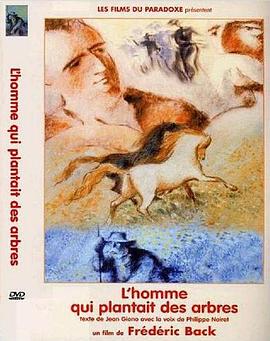 L'homme qui plantait des arbres
DVD
LES FILMS DU PARADOXE présentent
L'homme
qui plantait des arbres
texte de Jean Giono avec la voix de Philippe Noiret
un film de Frédéric Back